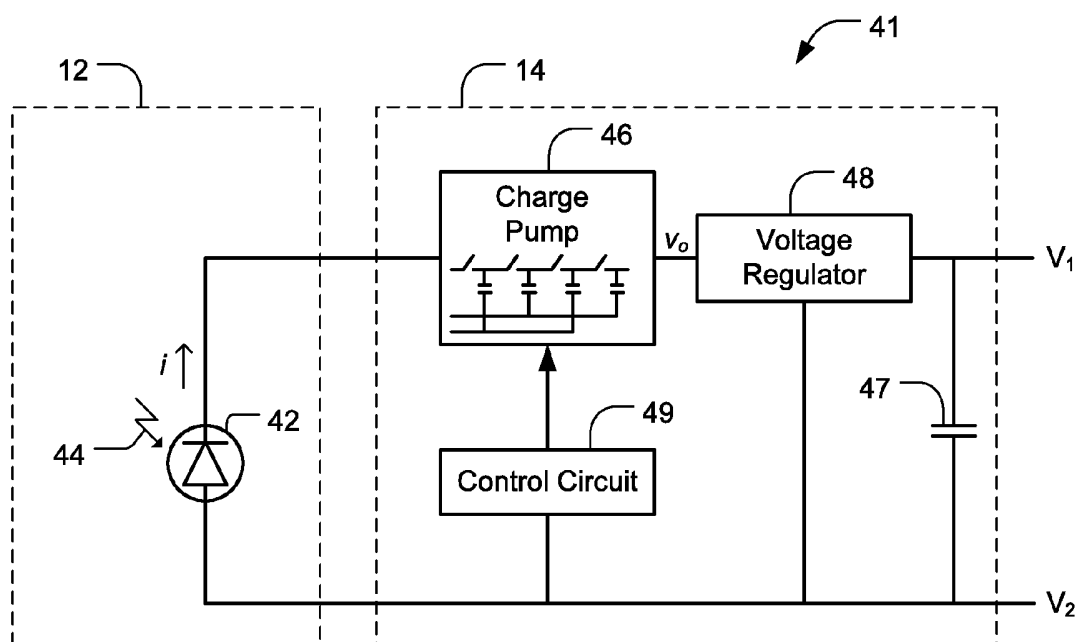 41
12
14
46
Charge
Pump
48
Voltage
Regulator
vₒ
V₁
i
42
44
47
49
Control Circuit
V₂